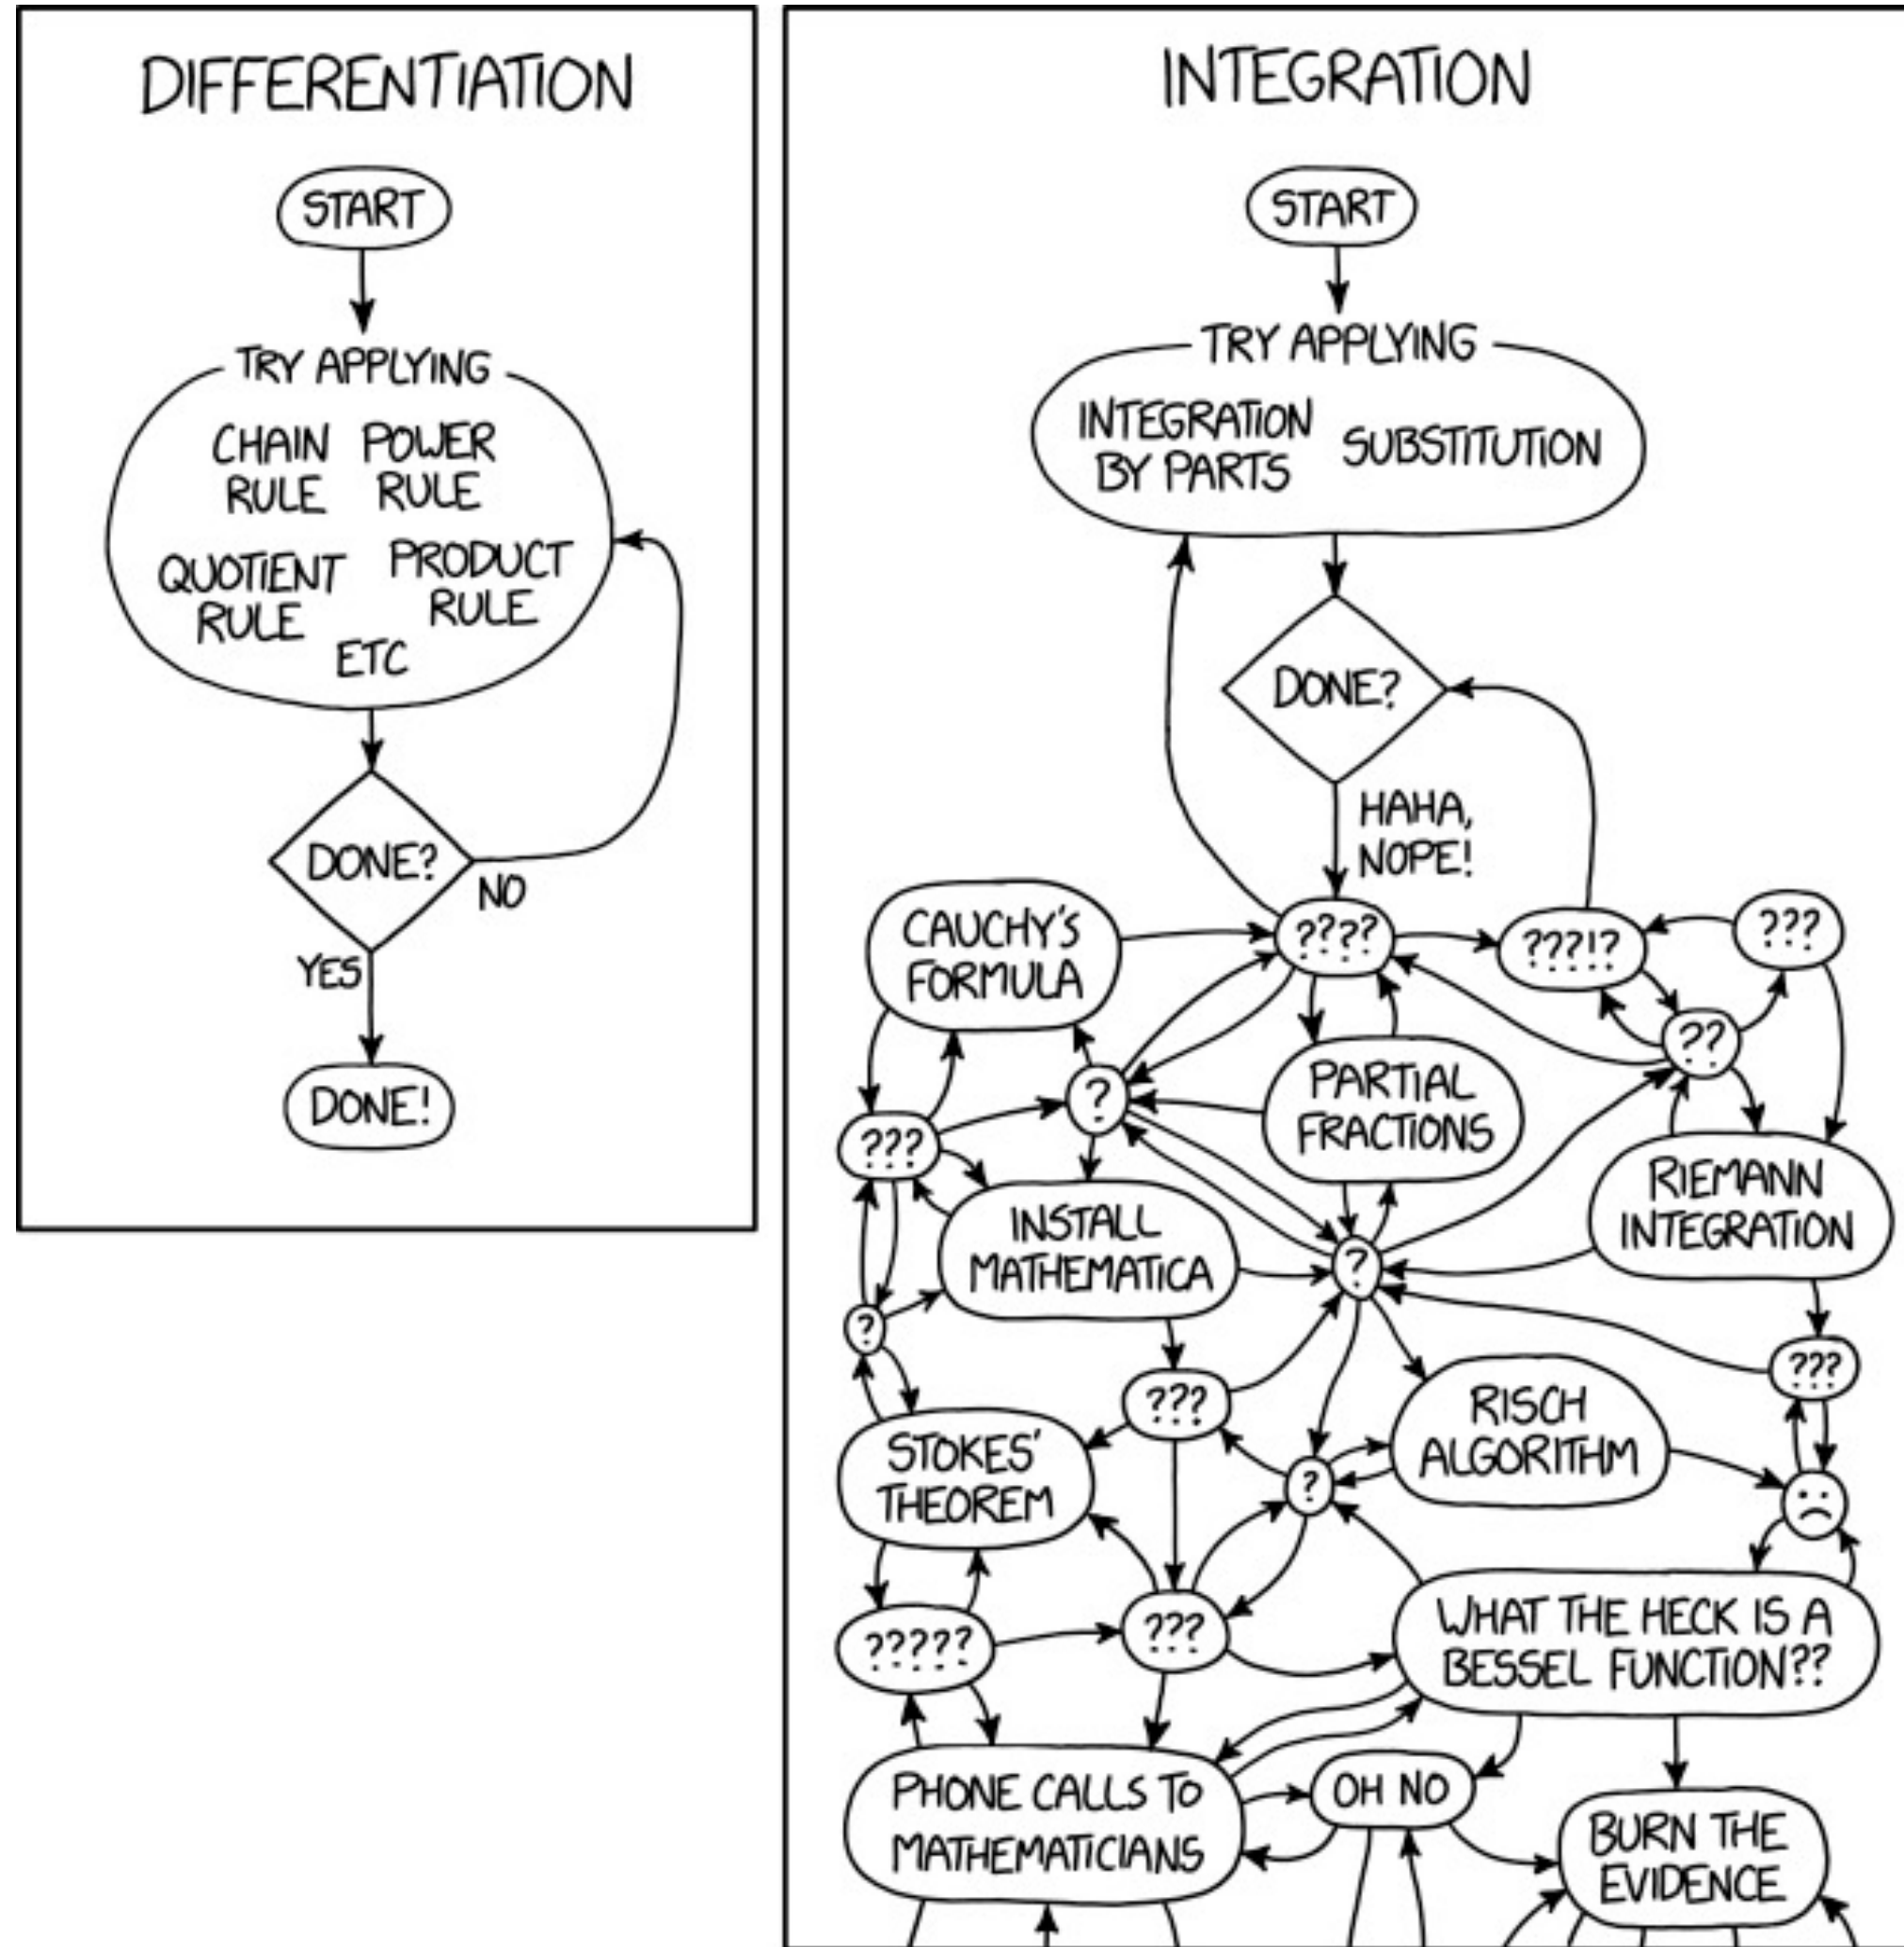 DIFFERENTIATION
START
TRY APPLYING
CHAIN RULE
POWER RULE
QUOTIENT RULE
PRODUCT RULE
ETC
DONE?
NO
YES
DONE!
INTEGRATION
START
TRY APPLYING
INTEGRATION
BY PARTS
SUBSTITUTION
DONE?
HAHA,
NOPE!
CAUCHY'S
FORMULA
????
???!?
???
??
?
PARTIAL
FRACTIONS
???
INSTALL
MATHEMATICA
?
RIEMANN
INTEGRATION
?
???
???
RISCH
ALGORITHM
STOKES'
THEOREM
?
?????
???
WHAT THE HECK IS A
BESSEL FUNCTION??
PHONE CALLS TO
MATHEMATICIANS
OH NO
BURN THE
EVIDENCE